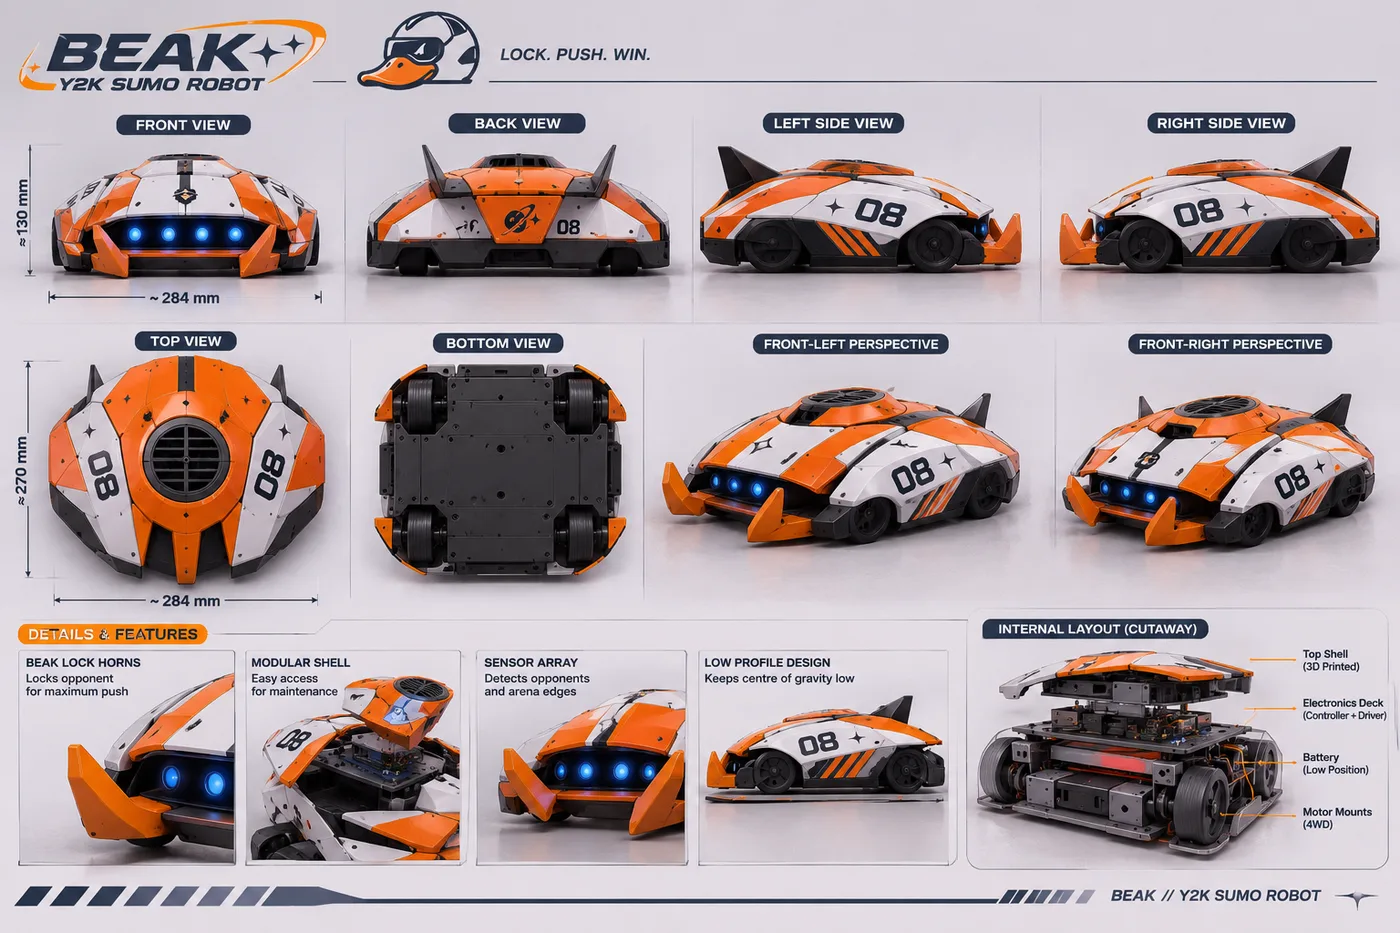 BEAK
Y2K SUMO ROBOT
LOCK. PUSH. WIN.
FRONT VIEW
BACK VIEW
LEFT SIDE VIEW
RIGHT SIDE VIEW
≈130 mm
08
08
08
~ 284 mm
TOP VIEW
BOTTOM VIEW
FRONT-LEFT PERSPECTIVE
FRONT-RIGHT PERSPECTIVE
≈270 mm
08
08
08
08
~ 284 mm
DETAILS & FEATURES
INTERNAL LAYOUT (CUTAWAY)
BEAK LOCK HORNS
Locks opponent
for maximum push
MODULAR SHELL
Easy access
for maintenance
08
SENSOR ARRAY
Detects opponents
and arena edges
LOW PROFILE DESIGN
Keeps centre of gravity low
08
Top Shell
(3D Printed)
Electronics Deck
(Controller + Driver)
Battery
(Low Position)
Motor Mounts
(4WD)
BEAK // Y2K SUMO ROBOT